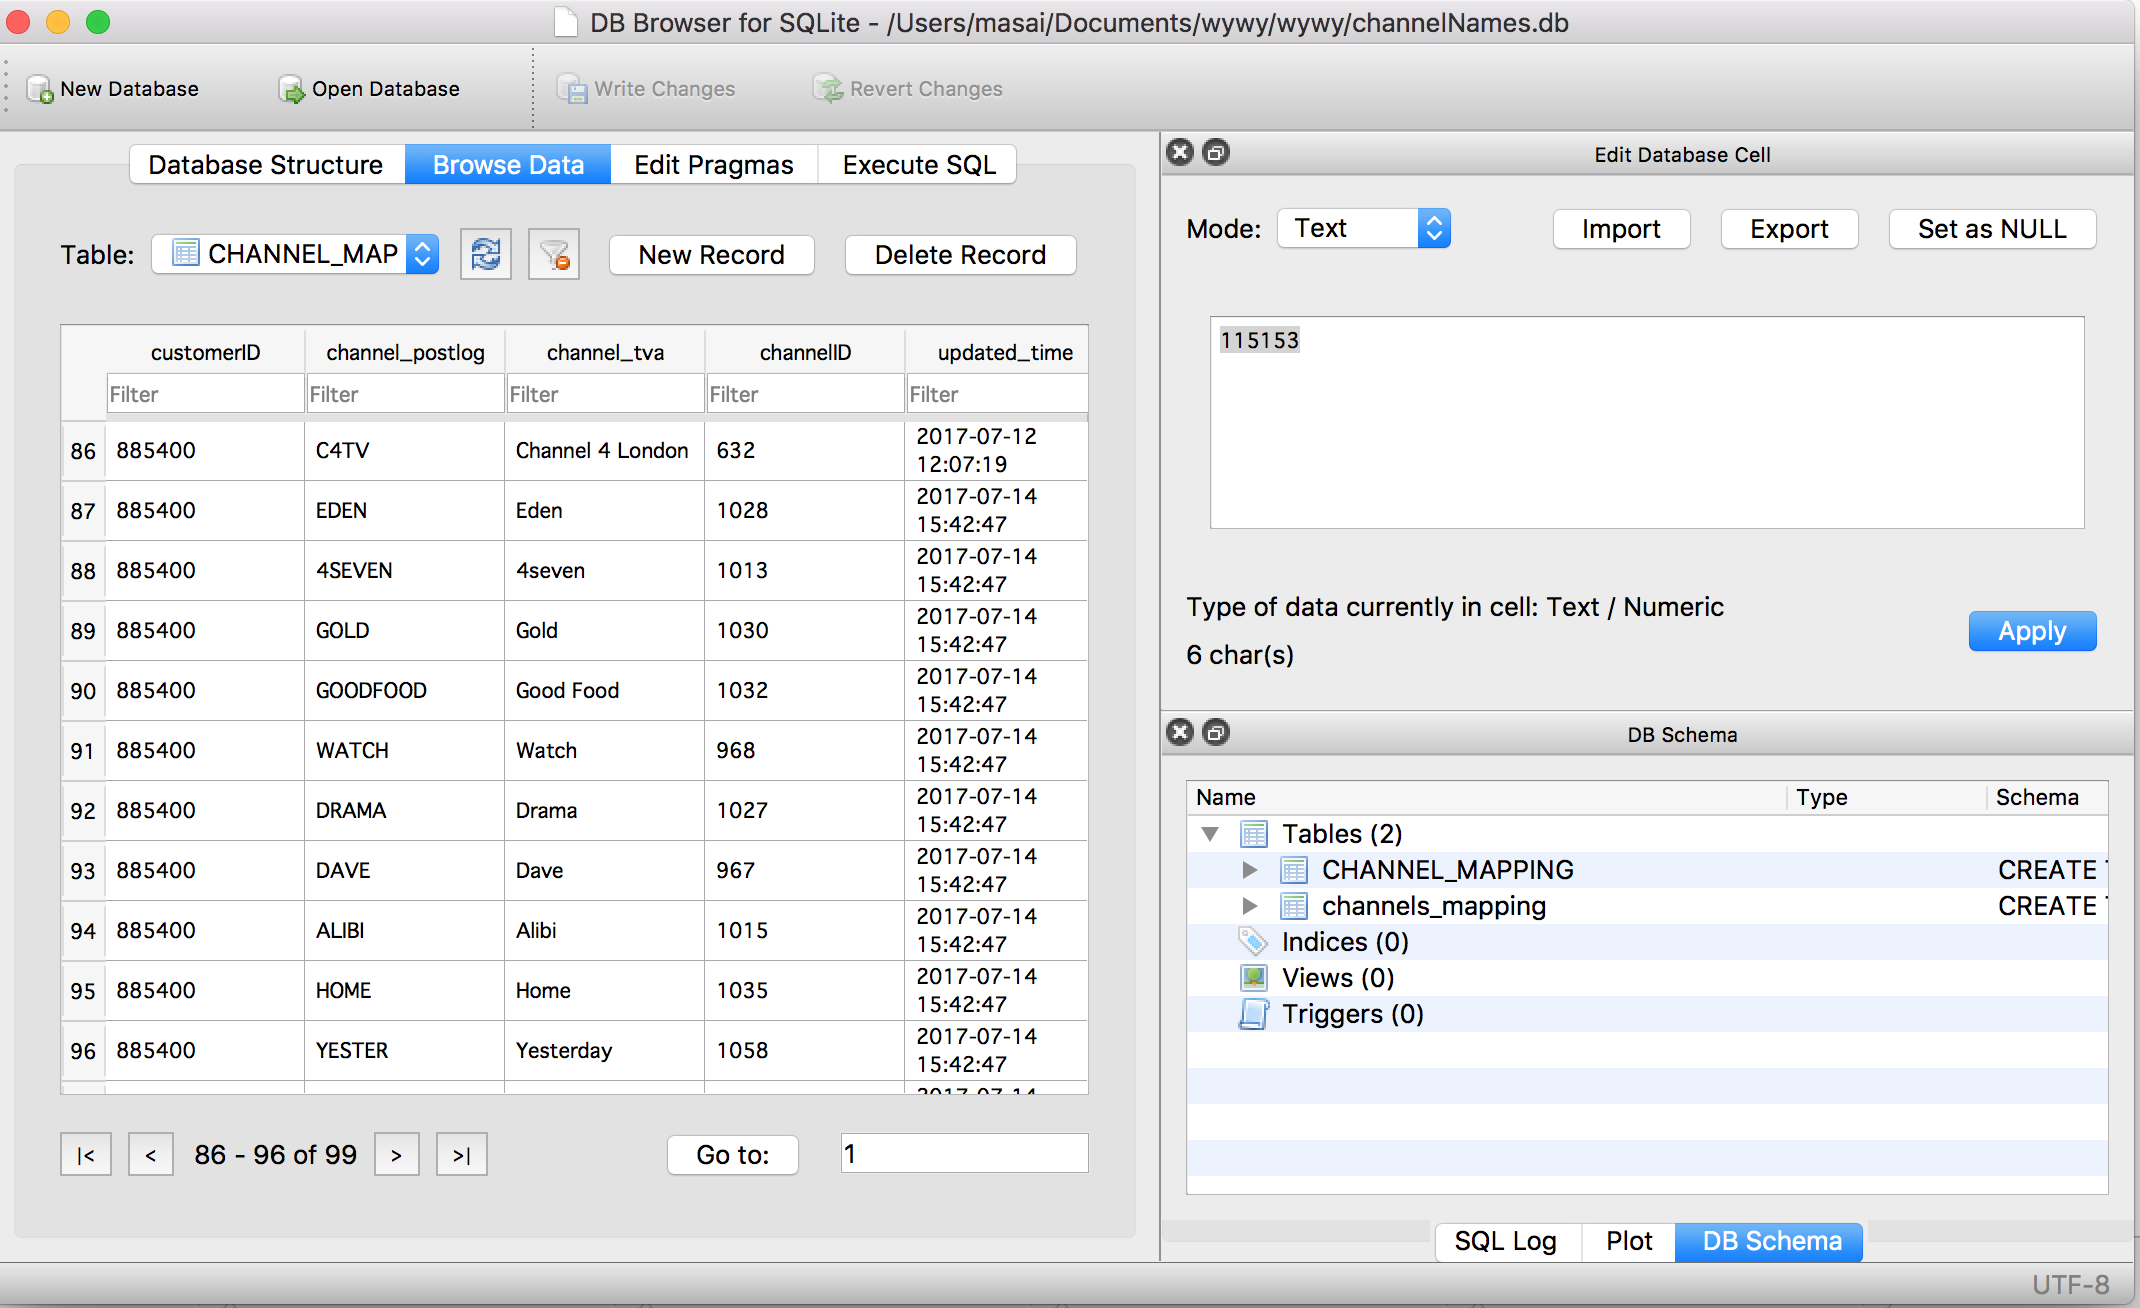 DB Browser for SQLite - /Users/masai/Documents/wywy/wywy/channelNames.db
New Database Open Database Write Changes Revert Changes
Database Structure Browse Data Edit Pragmas Execute SQL
Table: CHANNEL_MAP New Record Delete Record
customerID channel_postlog channel_tva channelID updated_time
Filter Filter Filter Filter Filter
86 885400 C4TV Channel 4 London 632 2017-07-12 12:07:19
87 885400 EDEN Eden 1028 2017-07-14 15:42:47
88 885400 4SEVEN 4seven 1013 2017-07-14 15:42:47
89 885400 GOLD Gold 1030 2017-07-14 15:42:47
90 885400 GOODFOOD Good Food 1032 2017-07-14 15:42:47
91 885400 WATCH Watch 968 2017-07-14 15:42:47
92 885400 DRAMA Drama 1027 2017-07-14 15:42:47
93 885400 DAVE Dave 967 2017-07-14 15:42:47
94 885400 ALIBI Alibi 1015 2017-07-14 15:42:47
95 885400 HOME Home 1035 2017-07-14 15:42:47
96 885400 YESTER Yesterday 1058 2017-07-14 15:42:47
|< < 86 - 96 of 99 > >| Go to: 1
Edit Database Cell
Mode: Text Import Export Set as NULL
115153
Type of data currently in cell: Text / Numeric
6 char(s)
Apply
DB Schema
Name Type Schema
Tables (2)
CHANNEL_MAPPING CREATE
channels_mapping CREATE
Indices (0)
Views (0)
Triggers (0)
SQL Log Plot DB Schema
UTF-8